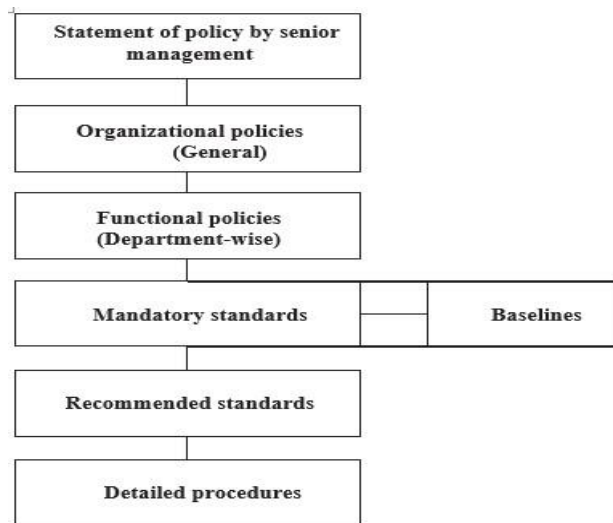 Statement of policy by senior
management
Organizational policies
(General)
Functional policies
(Department-wise)
Mandatory standards
Baselines
Recommended standards
Detailed procedures